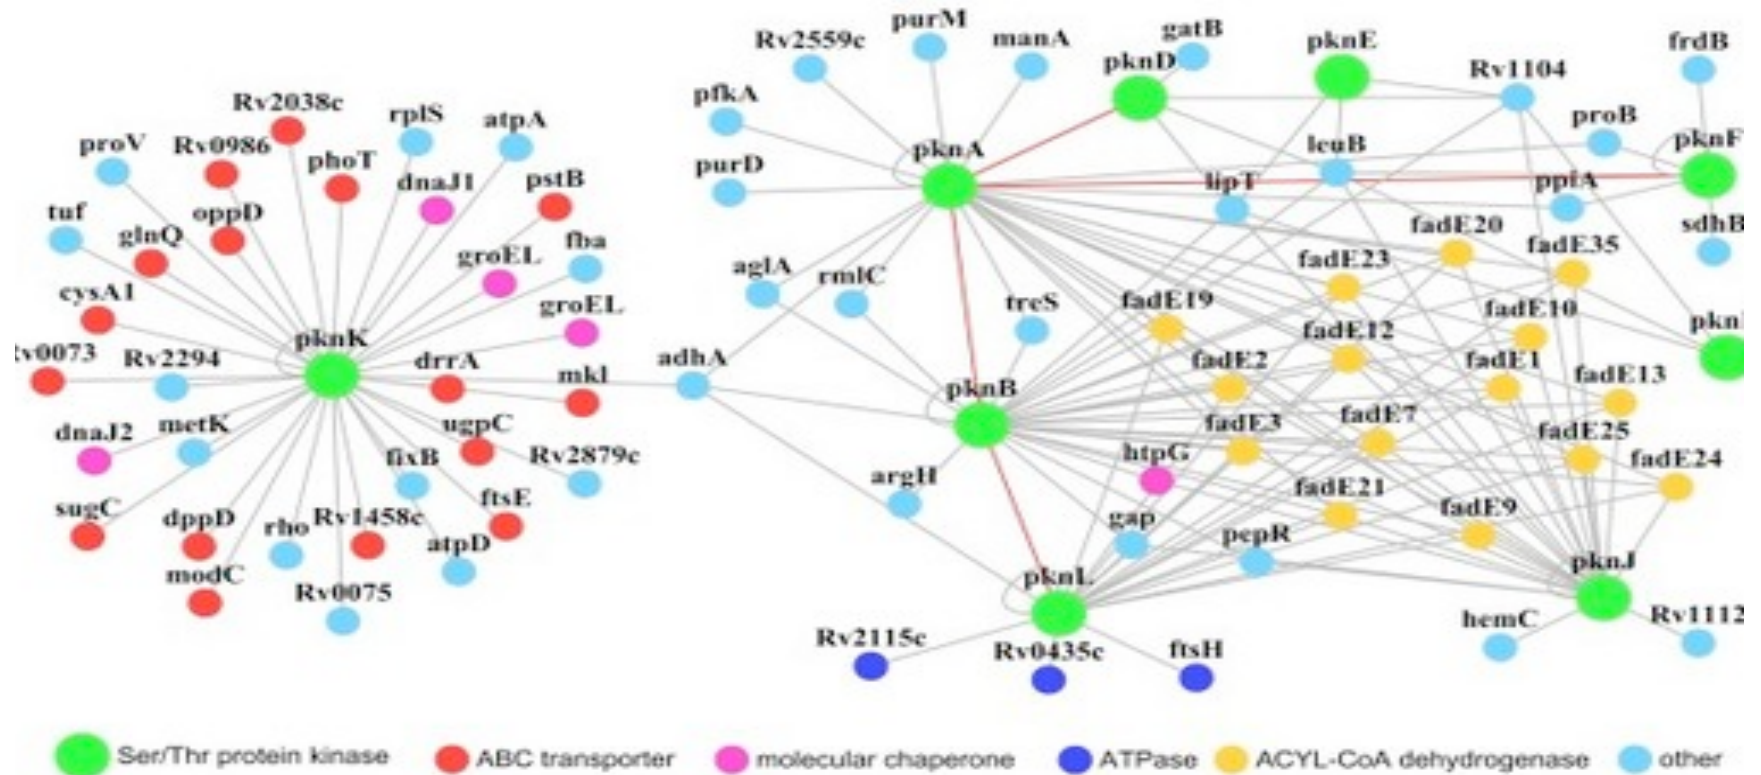 purM
Rv2559c
manA
gatB
pknE
frdB
pknD
Rv1104
Rv2038c
pfkA
rplS
atpA
proB
proV
Rv0986
pknF
phoT
pknA
leuB
purD
dnaJ1
pstB
lipT
ppiA
tuf
oppD
glnQ
fadE20
sdhB
groEL
fba
fadE35
fadE23
aglA
rmlC
cysA1
groEL
treS
fadE19
fadE10
fadE12
pknK
v0073
Rv2294
drrA
adhA
mkl
fadE2
fadE1
fadE13
pknB
dnaJ2
metK
ugpC
fadE3
fadE7
fadE25
fixB
Rv2879c
htpG
fadE24
argH
fadE21
sugC
dppD
rho
Rv1458c
ftsE
gap
fadE9
pepR
atpD
modC
pknL
pknJ
Rv0075
hemC
Rv1112
Rv2115c
Rv0435c
ftsH
Ser/Thr protein kinase
ABC transporter
molecular chaperone
ATPase
ACYL-CoA dehydrogenase
other